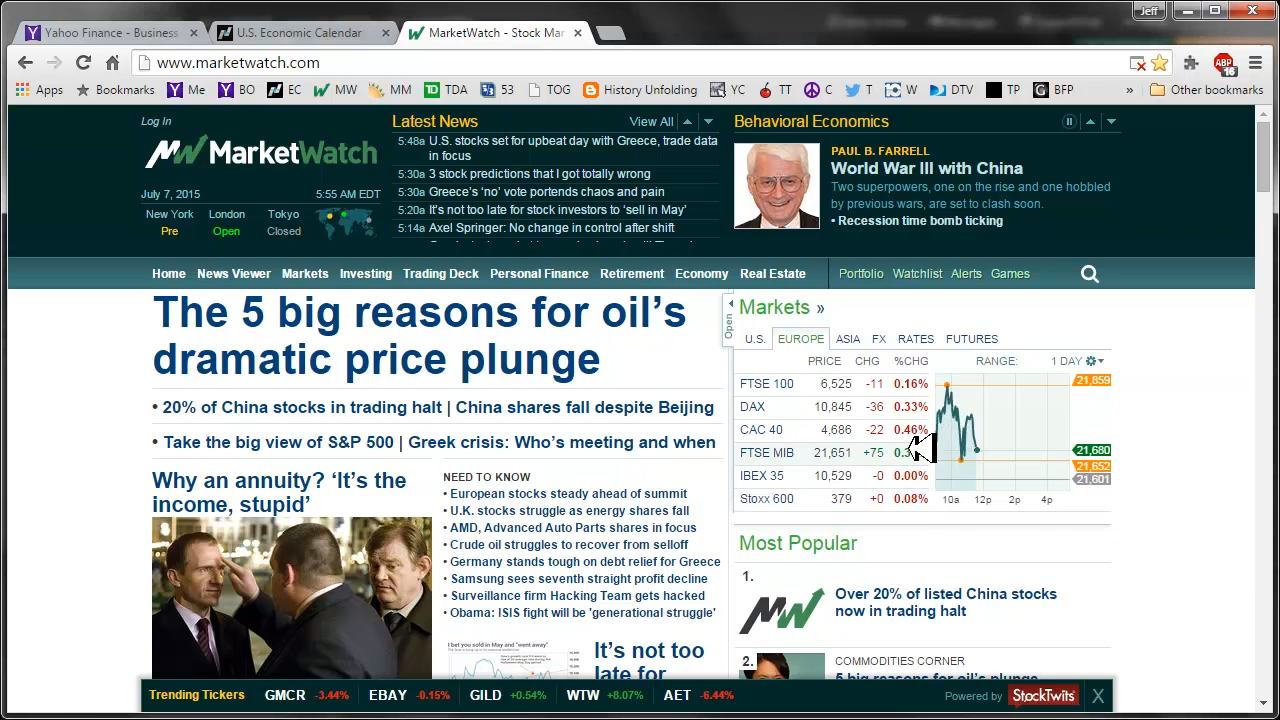 Jeff
Yahoo Finance - Business
U.S. Economic Calendar
MarketWatch - Stock Mar
www.marketwatch.com
ABP
16
Apps
Bookmarks
Me
BO
EC
MW
MM
TDA
53
TOG
History Unfolding
YC
TT
C
T
W
DTV
TP
BFP
»
Other bookmarks
Log In
MarketWatch
July 7, 2015 5:55 AM EDT
New York London Tokyo
Pre Open Closed
Latest News View All
5:48a U.S. stocks set for upbeat day with Greece, trade data
in focus
5:30a 3 stock predictions that I got totally wrong
5:30a Greece's 'no' vote portends chaos and pain
5:20a It's not too late for stock investors to 'sell in May'
5:14a Axel Springer: No change in control after shift
Behavioral Economics
PAUL B. FARRELL
World War III with China
Two superpowers, one on the rise and one hobbled
by previous wars, are set to clash soon.
• Recession time bomb ticking
Home News Viewer Markets Investing Trading Deck Personal Finance Retirement Economy Real Estate
Portfolio Watchlist Alerts Games
The 5 big reasons for oil's
dramatic price plunge
• 20% of China stocks in trading halt | China shares fall despite Beijing
• Take the big view of S&P 500 | Greek crisis: Who's meeting and when
Why an annuity? 'It's the
income, stupid'
NEED TO KNOW
• European stocks steady ahead of summit
• U.K. stocks struggle as energy shares fall
• AMD, Advanced Auto Parts shares in focus
• Crude oil struggles to recover from selloff
• Germany stands tough on debt relief for Greece
• Samsung sees seventh straight profit decline
• Surveillance firm Hacking Team gets hacked
• Obama: ISIS fight will be 'generational struggle'
I bet you sold in May and "went away"
It's not too
late for
Open
Markets »
U.S. EUROPE ASIA FX RATES FUTURES
PRICE CHG %CHG RANGE: 1 DAY
FTSE 100 6,525 -11 0.16%
DAX 10,845 -36 0.33%
CAC 40 4,686 -22 0.46%
FTSE MIB 21,651 +75
IBEX 35 10,529 -0 0.00%
Stoxx 600 379 +0 0.08%
21,859
21,680
21,652
21,601
10a 12p 2p 4p
Most Popular
1.
Over 20% of listed China stocks
now in trading halt
2.
COMMODITIES CORNER
5 big reasons for oil's plunge
Trending Tickers GMCR -3.44% EBAY -0.15% GILD +0.54% WTW +8.07% AET -6.44%
Powered by StockTwits X